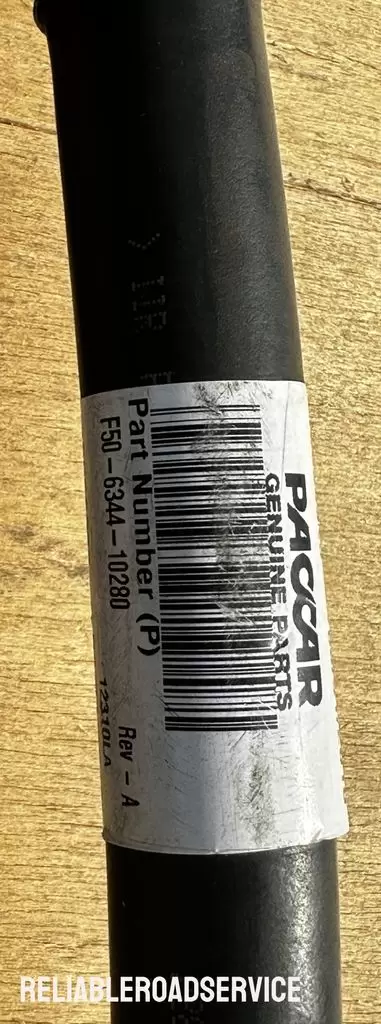 PACCAR
GENUINE PARTS
Part Number (P)
F50-6344-10280 Rev - A
RELIABLEROADSERVICE